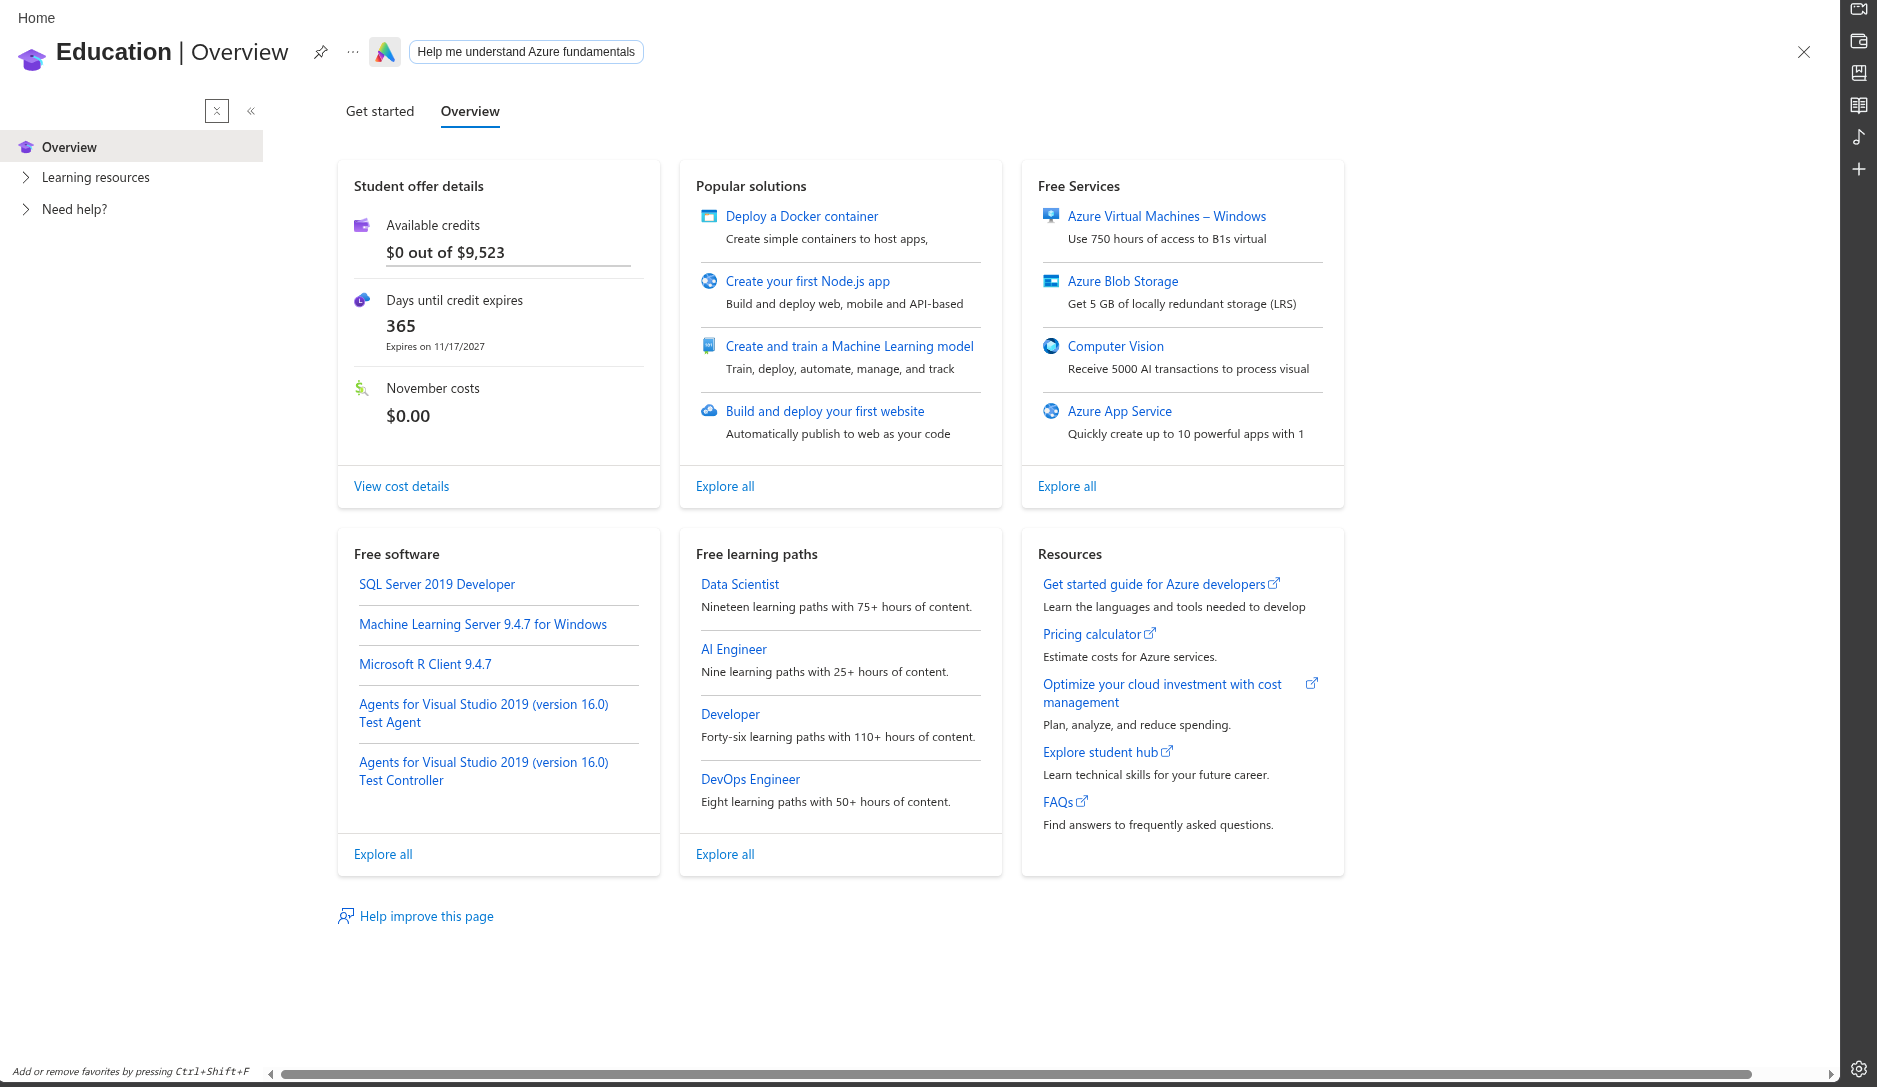 Home
Education | Overview
Help me understand Azure fundamentals
Get started
Overview
Overview
Learning resources
Need help?
Student offer details
Available credits
$0 out of $9,523
Days until credit expires
365
Expires on 11/17/2027
November costs
$0.00
View cost details
Popular solutions
Deploy a Docker container
Create simple containers to host apps,
Create your first Node.js app
Build and deploy web, mobile and API-based
Create and train a Machine Learning model
Train, deploy, automate, manage, and track
Build and deploy your first website
Automatically publish to web as your code
Explore all
Free Services
Azure Virtual Machines – Windows
Use 750 hours of access to B1s virtual
Azure Blob Storage
Get 5 GB of locally redundant storage (LRS)
Computer Vision
Receive 5000 AI transactions to process visual
Azure App Service
Quickly create up to 10 powerful apps with 1
Explore all
Free software
SQL Server 2019 Developer
Machine Learning Server 9.4.7 for Windows
Microsoft R Client 9.4.7
Agents for Visual Studio 2019 (version 16.0)
Test Agent
Agents for Visual Studio 2019 (version 16.0)
Test Controller
Explore all
Free learning paths
Data Scientist
Nineteen learning paths with 75+ hours of content.
AI Engineer
Nine learning paths with 25+ hours of content.
Developer
Forty-six learning paths with 110+ hours of content.
DevOps Engineer
Eight learning paths with 50+ hours of content.
Explore all
Resources
Get started guide for Azure developers
Learn the languages and tools needed to develop
Pricing calculator
Estimate costs for Azure services.
Optimize your cloud investment with cost
management
Plan, analyze, and reduce spending.
Explore student hub
Learn technical skills for your future career.
FAQs
Find answers to frequently asked questions.
Help improve this page
Add or remove favorites by pressing Ctrl+Shift+F